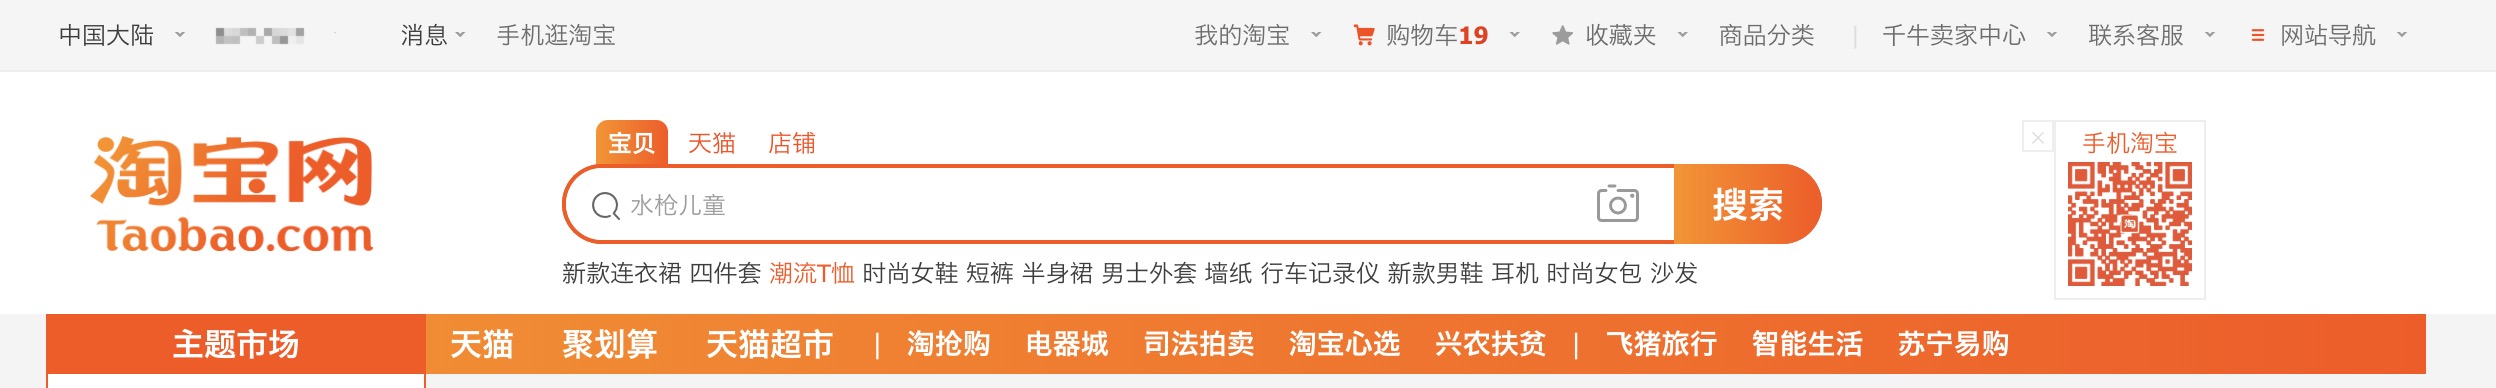 中国大陆 消息 手机逛淘宝 我的淘宝 购物车19 收藏夹 商品分类 | 千牛卖家中心 联系客服 网站导航
淘宝网
Taobao.com
宝贝 天猫 店铺
水枪儿童
搜索
手机淘宝
淘
新款连衣裙 四件套 潮流T恤 时尚女鞋 短裤 半身裙 男士外套 墙纸 行车记录仪 新款男鞋 耳机 时尚女包 沙发
主题市场 天猫 聚划算 天猫超市 | 淘抢购 电器城 司法拍卖 淘宝心选 兴农扶贫 | 飞猪旅行 智能生活 苏宁易购